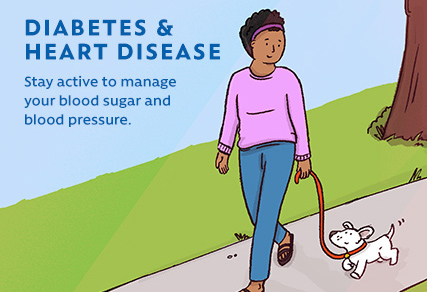 DIABETES &
HEART DISEASE
Stay active to manage
your blood sugar and
blood pressure.